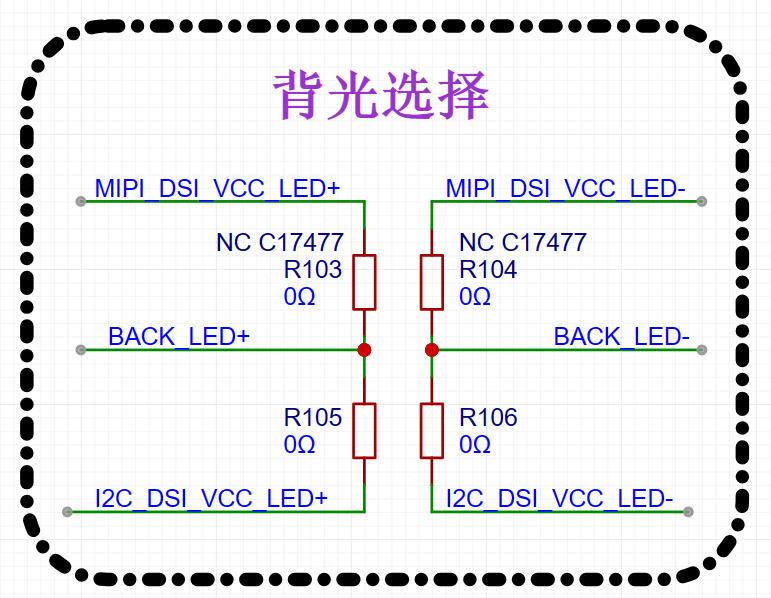 背光选择
MIPI_DSI_VCC_LED+ MIPI_DSI_VCC_LED-
NC C17477 NC C17477
R103 R104
0Ω 0Ω
BACK_LED+ BACK_LED-
R105 R106
0Ω 0Ω
I2C_DSI_VCC_LED+ I2C_DSI_VCC_LED-